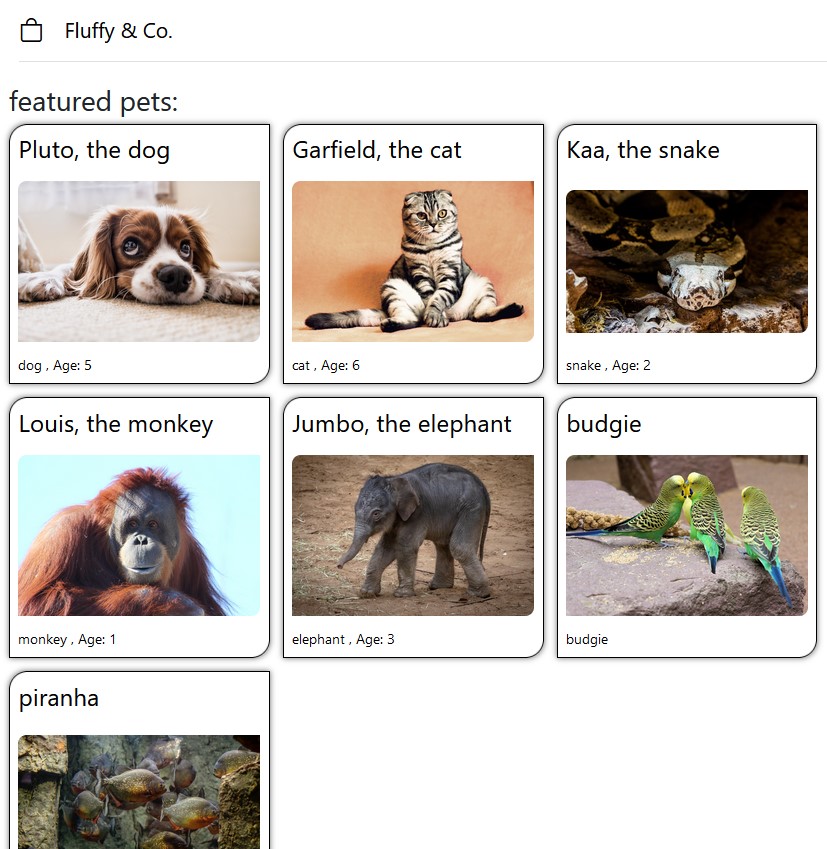 Fluffy & Co.
featured pets:
Pluto, the dog
Garfield, the cat
Kaa, the snake
dog , Age: 5
cat , Age: 6
snake , Age: 2
Louis, the monkey
Jumbo, the elephant
budgie
monkey , Age: 1
elephant , Age: 3
budgie
piranha